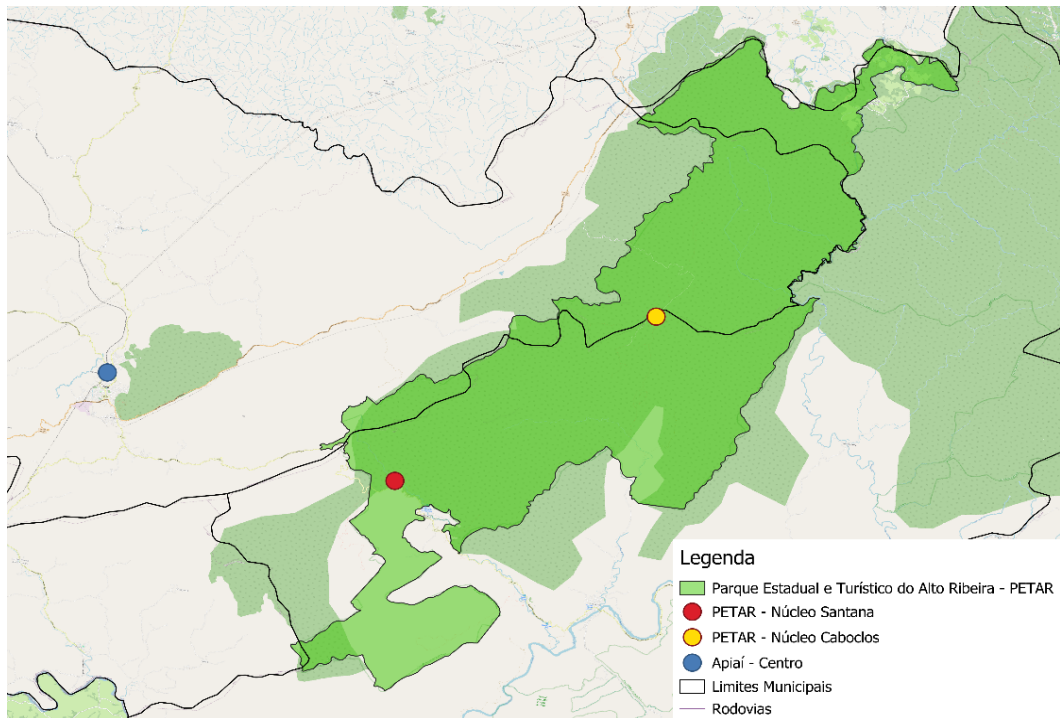 Legenda
Parque Estadual e Turístico do Alto Ribeira - PETAR
PETAR - Núcleo Santana
PETAR - Núcleo Caboclos
Apiaí - Centro
Limites Municipais
Rodovias